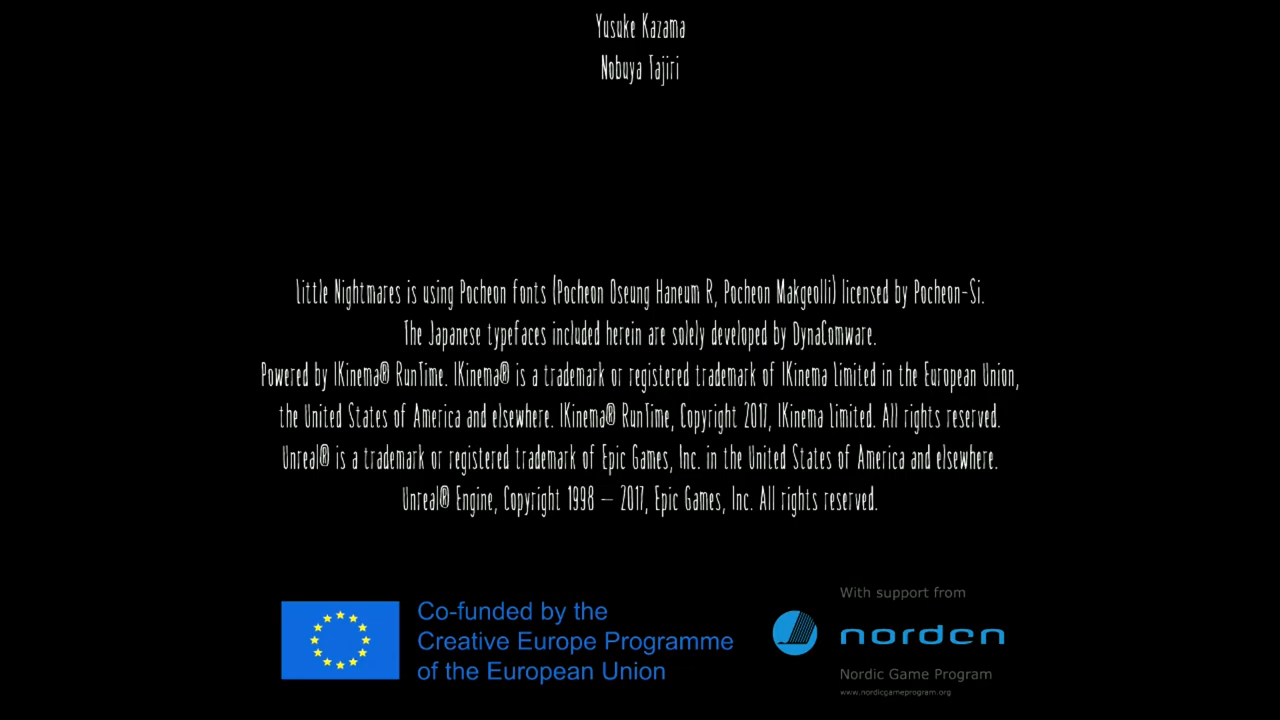 Yusuke Kazama
Nobuya Tajiri
Little Nightmares is using Pocheon fonts (Pocheon Oseung Haneum R, Pocheon Makgeolli) licensed by Pocheon-Si.
The Japanese typefaces included herein are solely developed by DynaComware.
Powered by IKinema® RunTime. IKinema® is a trademark or registered trademark of IKinema Limited in the European Union,
the United States of America and elsewhere. IKinema® RunTime, Copyright 2017, IKinema Limited. All rights reserved.
Unreal® is a trademark or registered trademark of Epic Games, Inc. in the United States of America and elsewhere.
Unreal® Engine, Copyright 1998 – 2017, Epic Games, Inc. All rights reserved.
Co-funded by the
Creative Europe Programme
of the European Union
With support from
norden
Nordic Game Program
www.nordicgameprogram.org